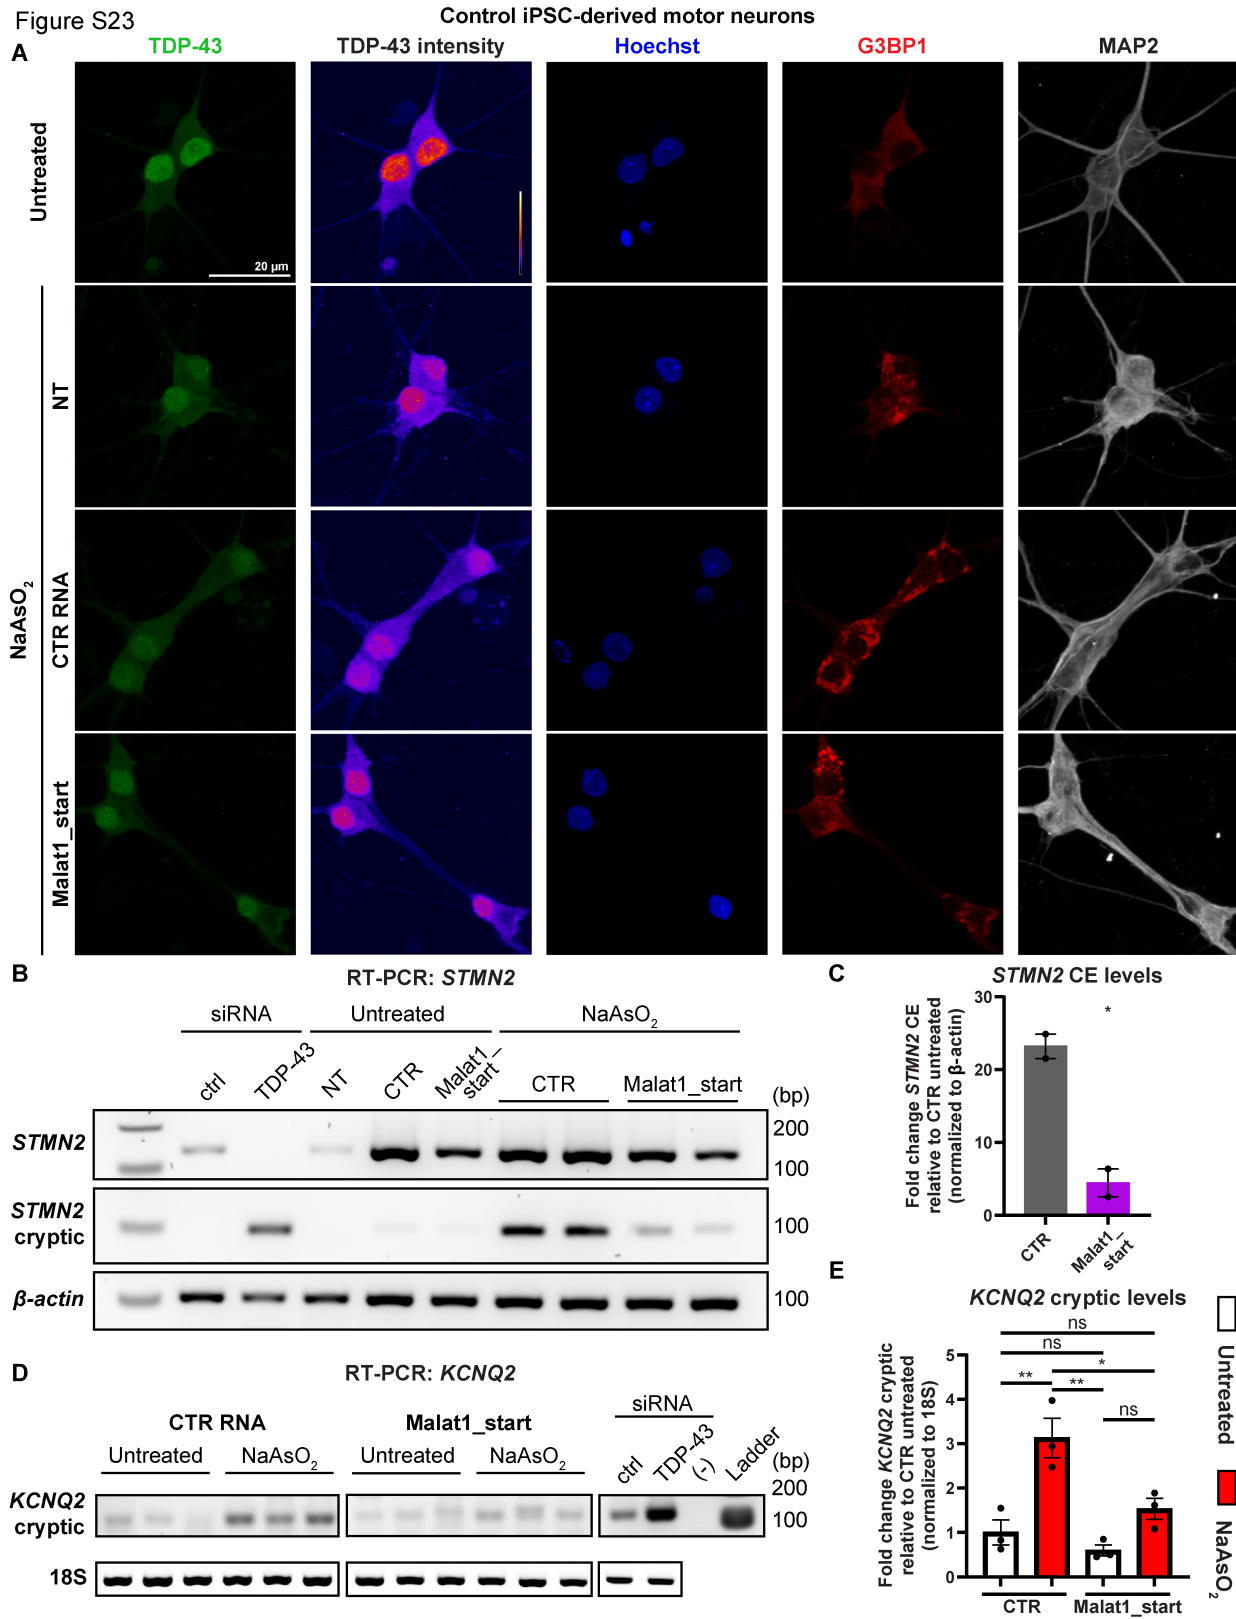 Figure S23
Control iPSC-derived motor neurons
A
TDP-43
TDP-43 intensity
Hoechst
G3BP1
MAP2
Untreated
20 µm
NaAsO₂
NT
CTR RNA
Malat1_start
B
RT-PCR: STMN2
siRNA
Untreated
NaAsO₂
ctrl
TDP-43
NT
CTR
Malat1_
start
CTR
Malat1_start
(bp)
STMN2
200
100
STMN2
cryptic
100
β-actin
100
C
STMN2 CE levels
Fold change STMN2 CE
relative to CTR untreated
(normalized to β-actin)
30
20
10
0
*
CTR
Malat1_
start
D
RT-PCR: KCNQ2
CTR RNA
Malat1_start
siRNA
Untreated
NaAsO₂
Untreated
NaAsO₂
ctrl
TDP-43
(-)
Ladder
(bp)
KCNQ2
cryptic
200
100
18S
E
KCNQ2 cryptic levels
Fold change KCNQ2 cryptic
relative to CTR untreated
(normalized to 18S)
5
4
3
2
1
0
ns
ns
*
**
**
ns
CTR
Malat1_start
Untreated
NaAsO₂